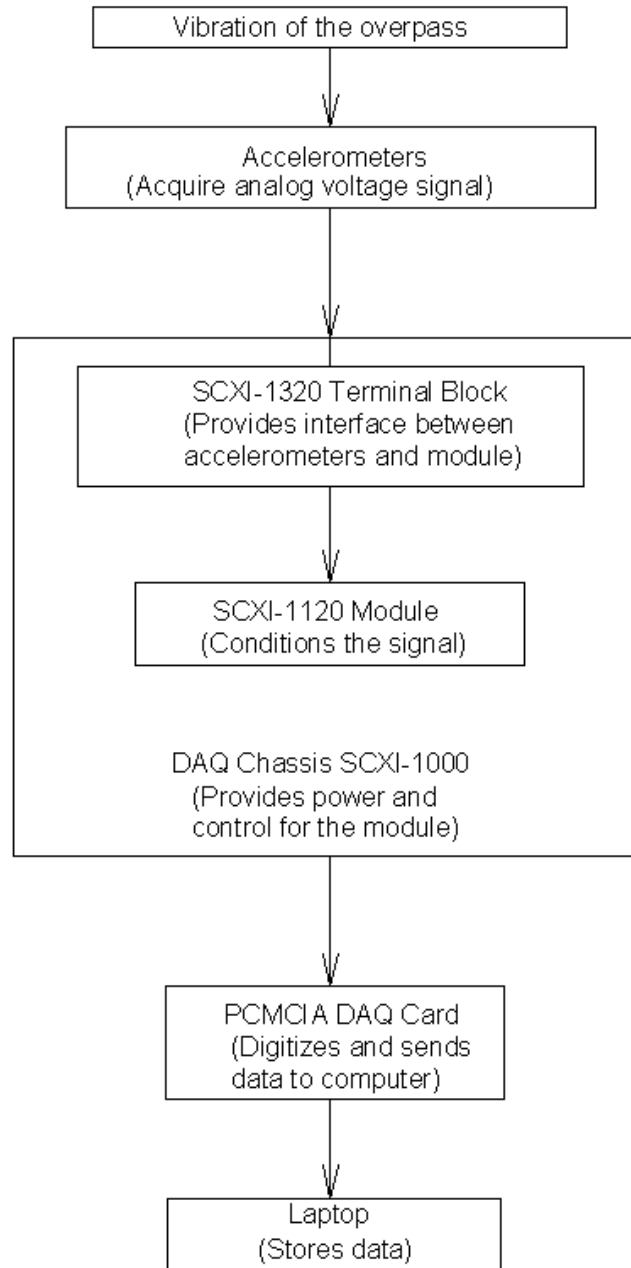 Vibration of the overpass
Accelerometers
(Acquire analog voltage signal)
SCXI-1320 Terminal Block
(Provides interface between
accelerometers and module)
SCXI-1120 Module
(Conditions the signal)
DAQ Chassis SCXI-1000
(Provides power and
control for the module)
PCMCIA DAQ Card
(Digitizes and sends
data to computer)
Laptop
(Stores data)